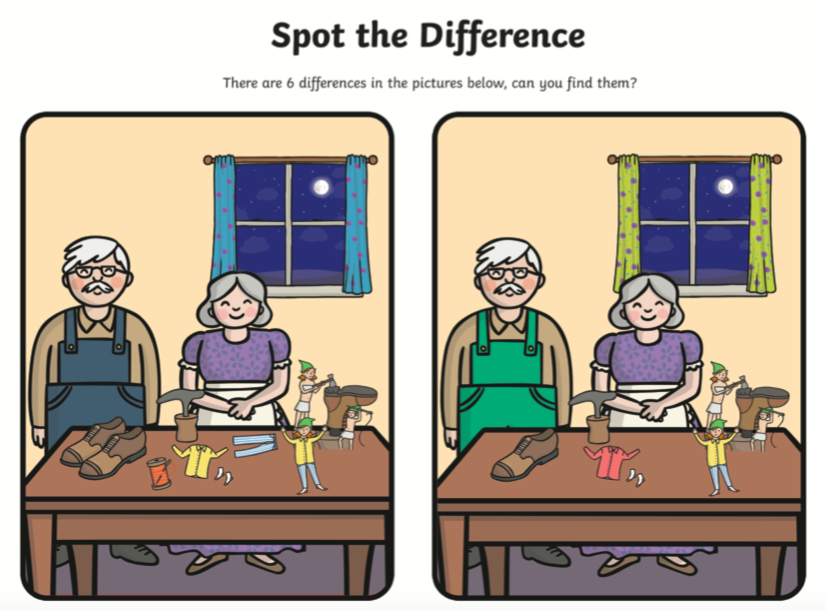 Spot the Difference
There are 6 differences in the pictures below, can you find them?